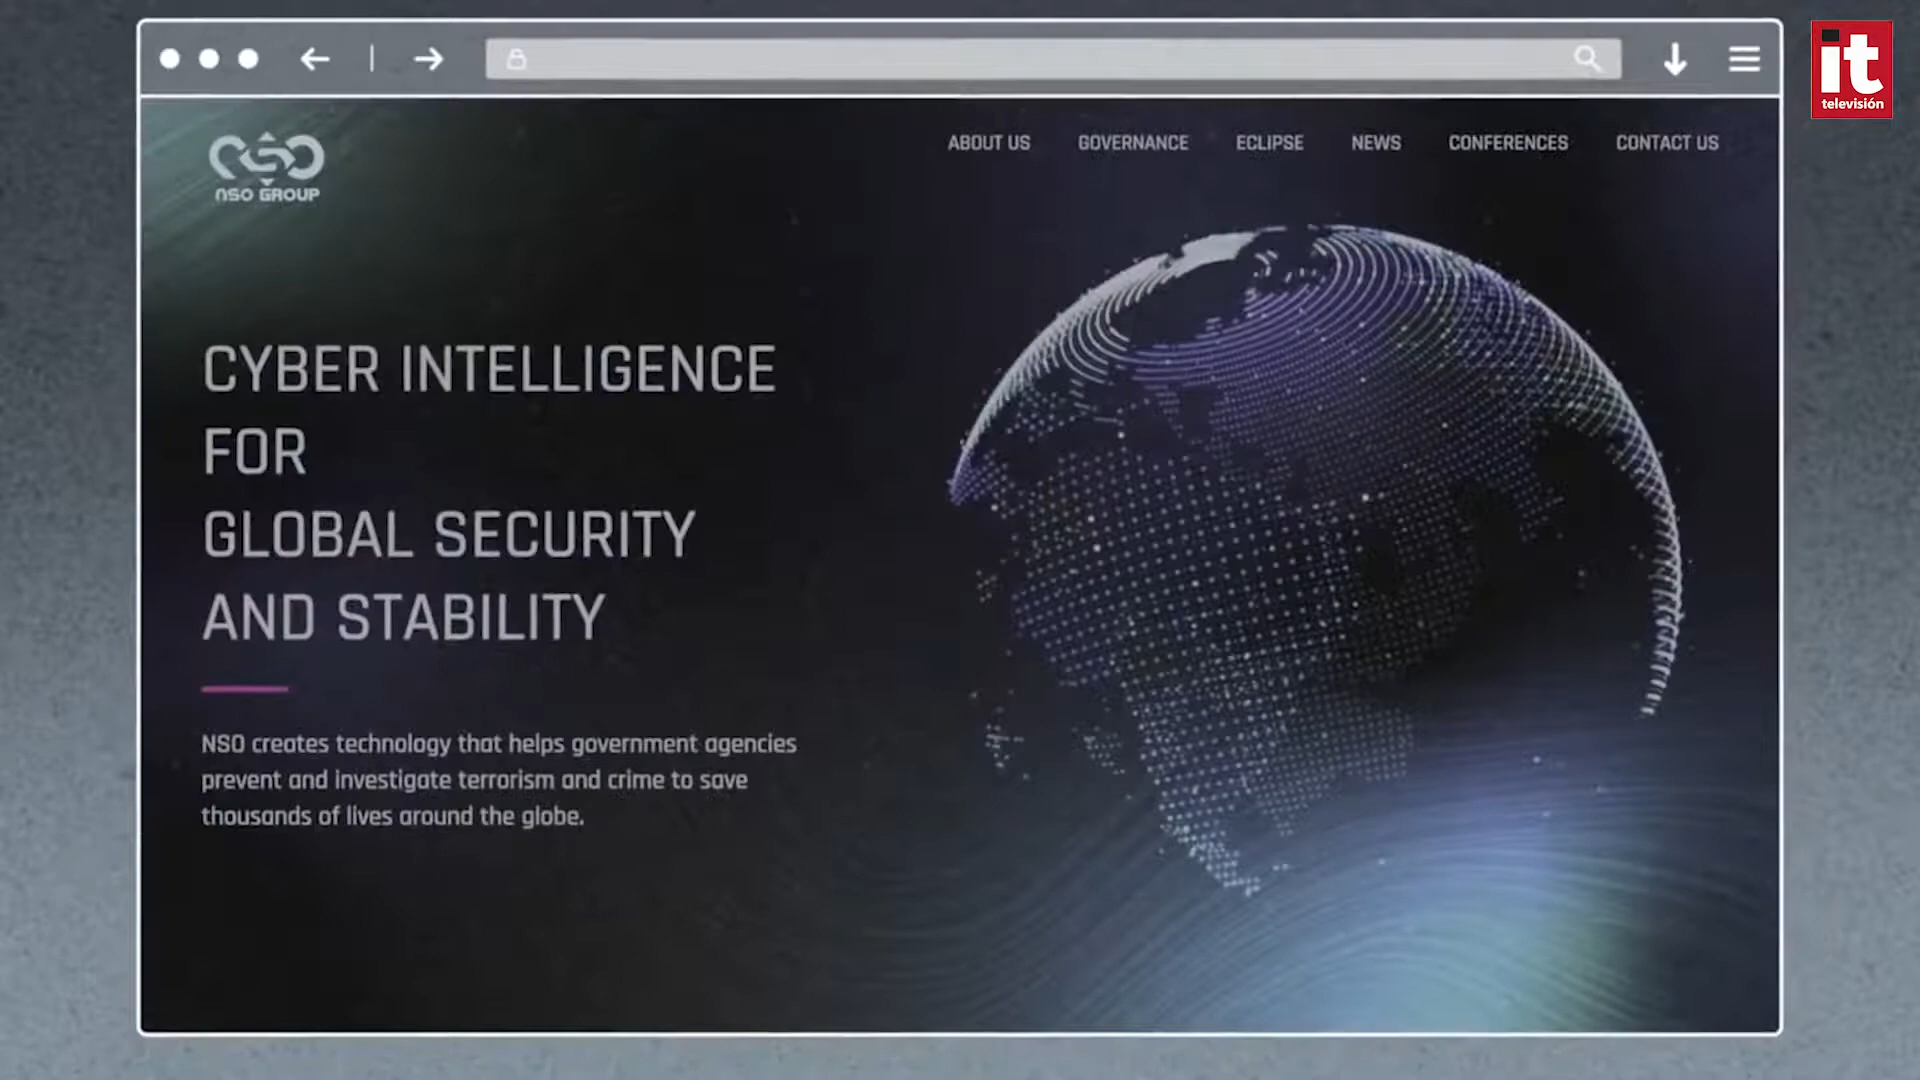 it
televisión
NSO GROUP
ABOUT US GOVERNANCE ECLIPSE NEWS CONFERENCES CONTACT US
CYBER INTELLIGENCE
FOR
GLOBAL SECURITY
AND STABILITY
NSO creates technology that helps government agencies
prevent and investigate terrorism and crime to save
thousands of lives around the globe.